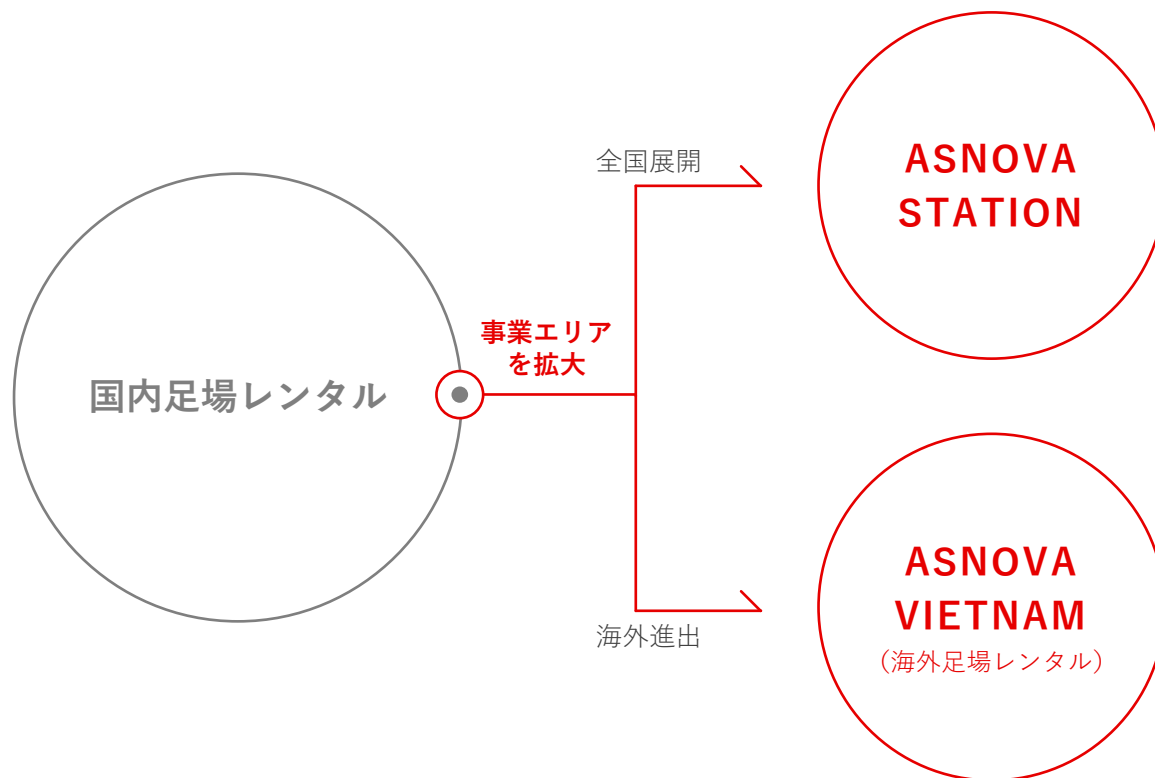 国内足場レンタル
事業エリア
を拡大
全国展開
ASNOVA
STATION
海外進出
ASNOVA
VIETNAM
（海外足場レンタル）